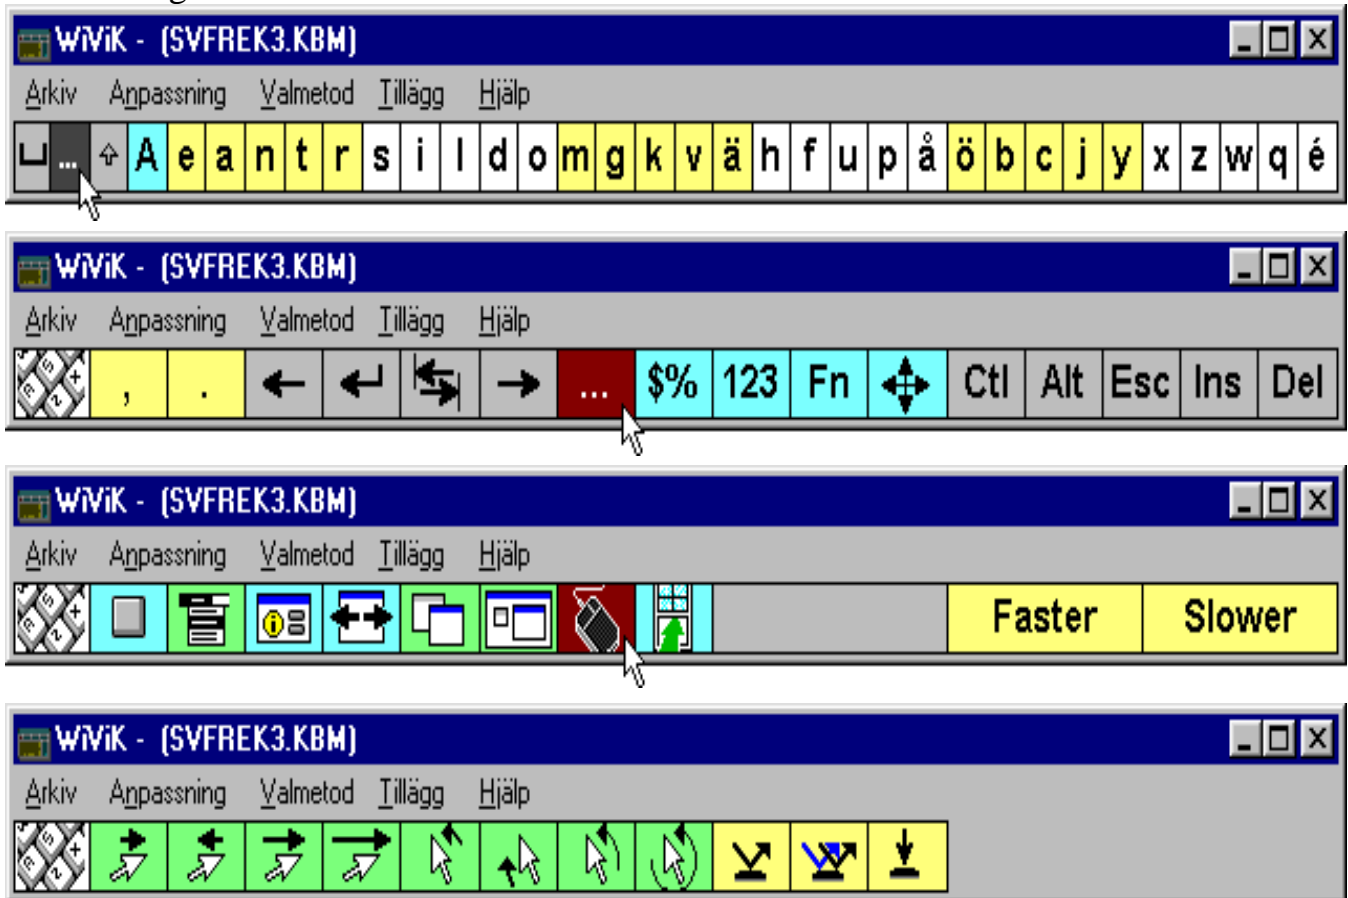 WiViK - (SVFREK3.KBM)
Arkiv Anpassning Valmetod Tillägg Hjälp
... A e a n t r s i l d o m g k v ä h f u p å ö b c j y x z w q é
WiViK - (SVFREK3.KBM)
Arkiv Anpassning Valmetod Tillägg Hjälp
, . ... $% 123 Fn Ctl Alt Esc Ins Del
WiViK - (SVFREK3.KBM)
Arkiv Anpassning Valmetod Tillägg Hjälp
Faster Slower
WiViK - (SVFREK3.KBM)
Arkiv Anpassning Valmetod Tillägg Hjälp